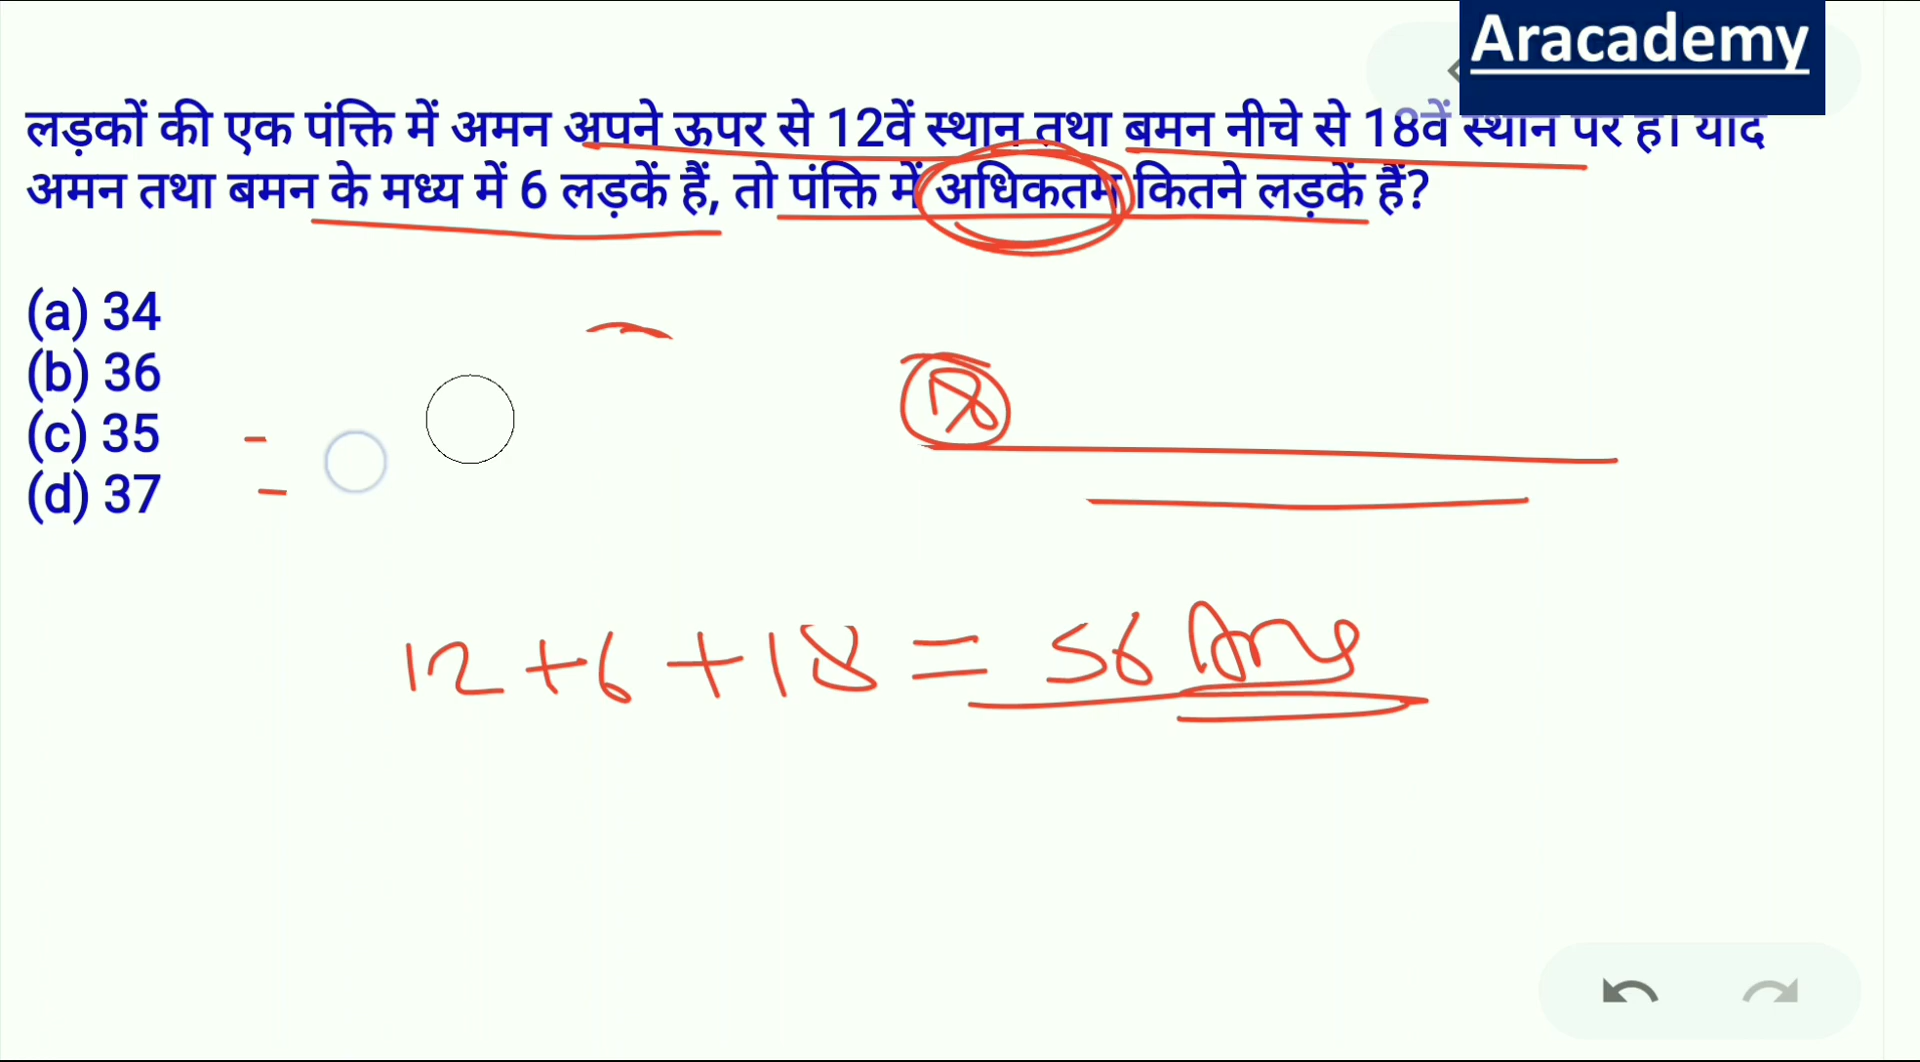 Aracademy
लड़कों की एक पंक्ति में अमन अपने ऊपर से 12वें स्थान तथा बमन नीचे से 18वें स्थान पर है। यदि
अमन तथा बमन के मध्य में 6 लड़कें हैं, तो पंक्ति में अधिकतम कितने लड़कें हैं?
(a) 34
(b) 36
(c) 35
(d) 37
12+6+18 = 36 Ans